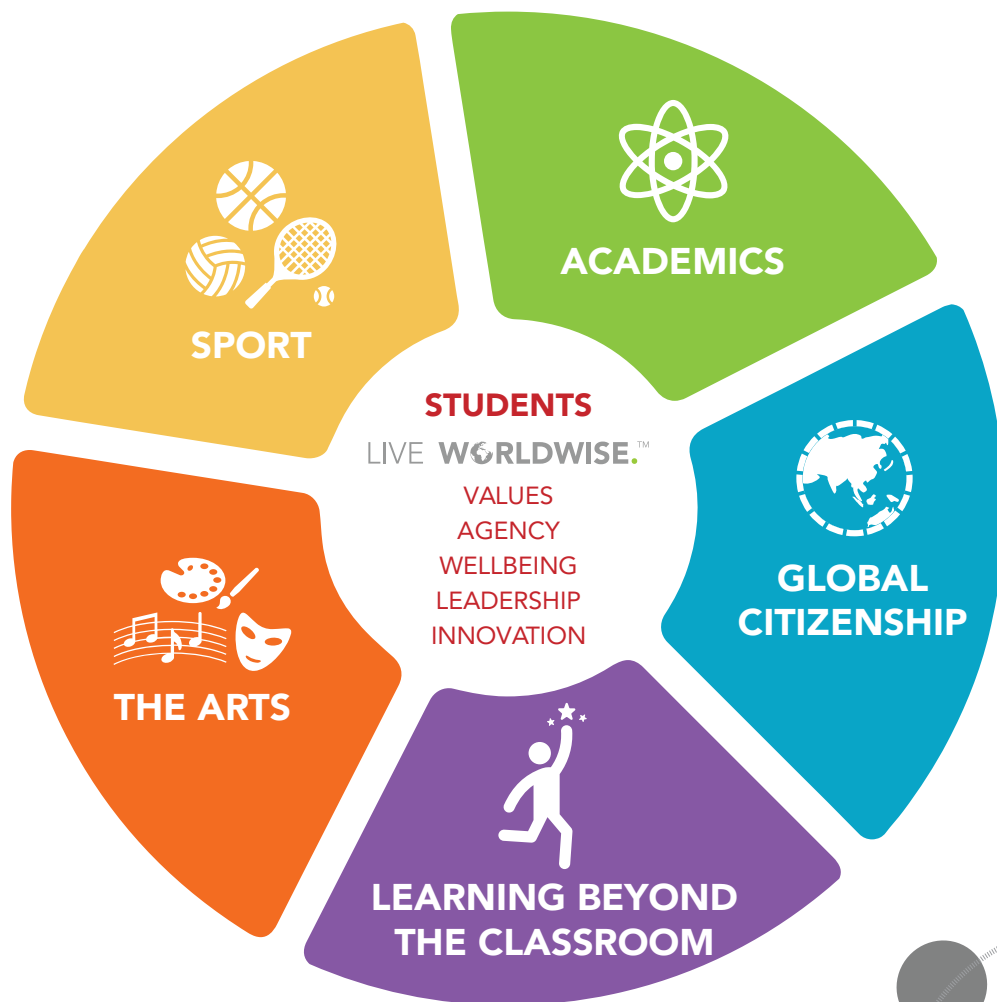 SPORT
ACADEMICS
STUDENTS
LIVE WORLDWISE.™
VALUES
AGENCY
WELLBEING
LEADERSHIP
INNOVATION
GLOBAL
CITIZENSHIP
THE ARTS
LEARNING BEYOND
THE CLASSROOM